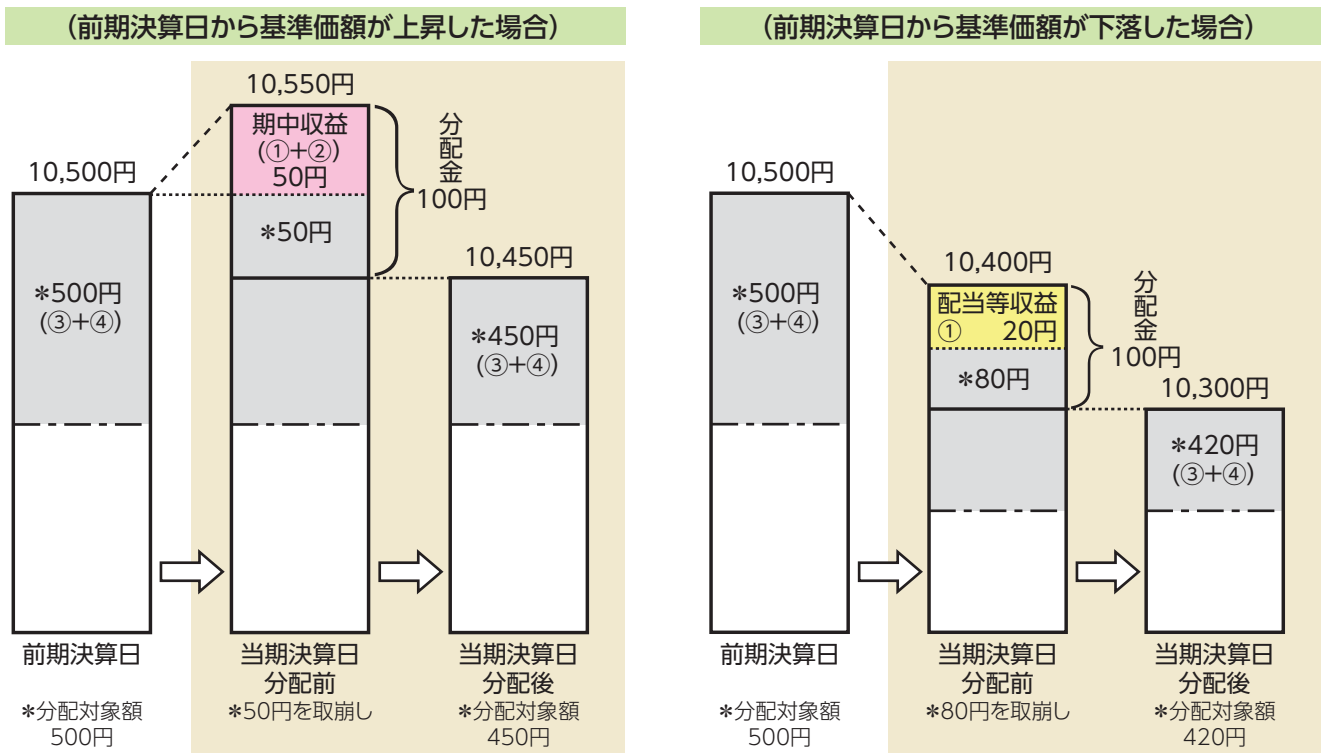 (前期決算日から基準価額が上昇した場合)
10,500円
＊500円
(③+④)
10,550円
期中収益
(①+②)
50円
＊50円
分配金
100円
10,450円
＊450円
(③+④)
前期決算日
＊分配対象額
500円
当期決算日
分配前
＊50円を取崩し
当期決算日
分配後
＊分配対象額
450円
(前期決算日から基準価額が下落した場合)
10,500円
＊500円
(③+④)
10,400円
配当等収益
① 20円
＊80円
分配金
100円
10,300円
＊420円
(③+④)
前期決算日
＊分配対象額
500円
当期決算日
分配前
＊80円を取崩し
当期決算日
分配後
＊分配対象額
420円